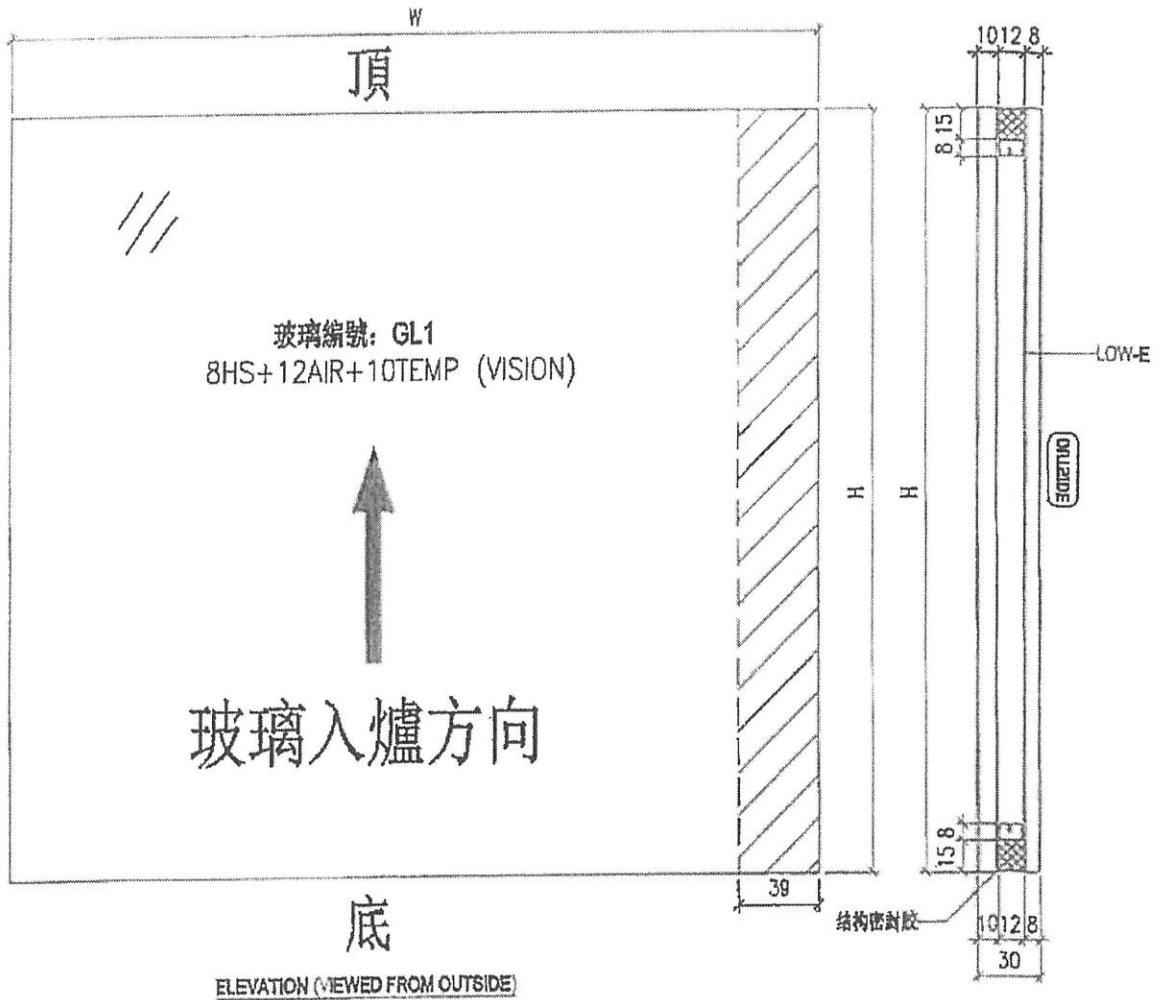 W
頂
10 12 8
15
8
玻璃編號：GL1
8HS+12AIR+10TEMP (VISION)
LOW-E
OUTSIDE
H
H
玻璃入爐方向
8
15
39
结构密封胶
10 12 8
30
底
ELEVATION (VIEWED FROM OUTSIDE)